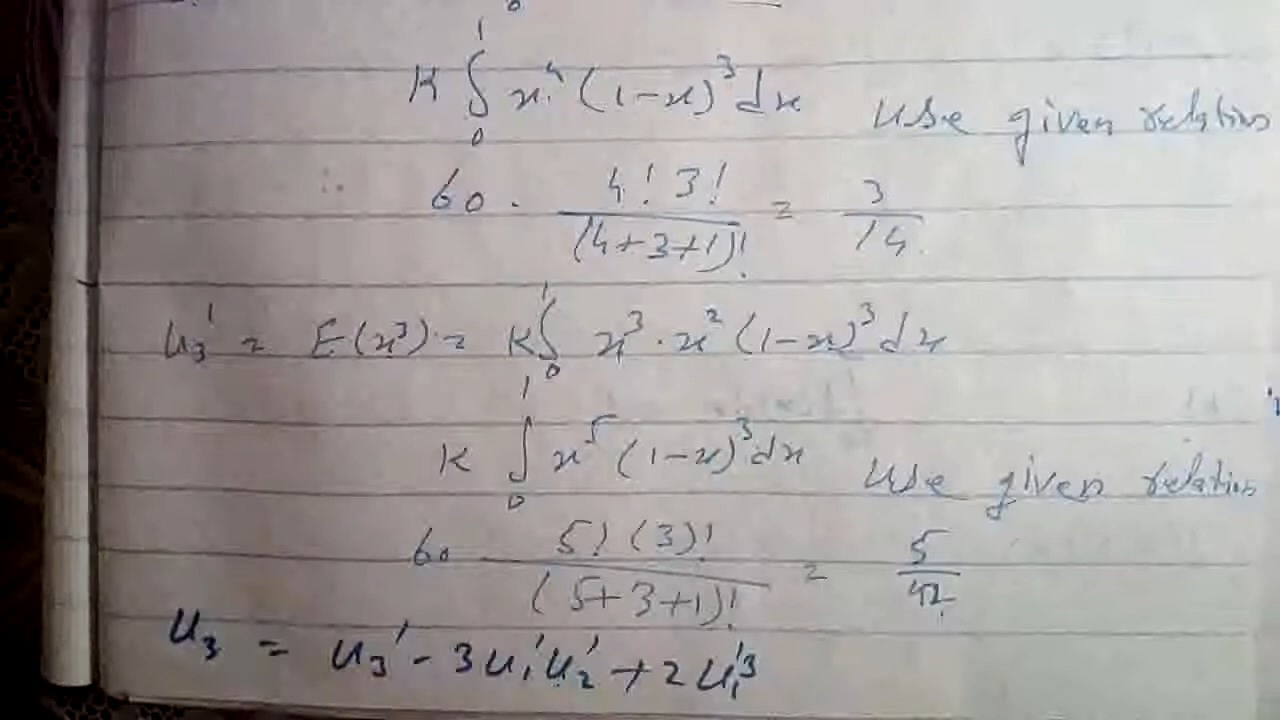 K ∫₀¹ x⁴ (1-x)³ dx use given relation
∴ 60 · 4! 3! / (4+3+1)! = 3/14
u₃' = E(x³) = K ∫₀¹ x³ · x² (1-x)³ dx
K ∫₀¹ x⁵ (1-x)³ dx use given relation
60 5! (3)! / (5+3+1)! = 5/42
u₃ = u₃' - 3u₁'u₂' + 2u₁'³